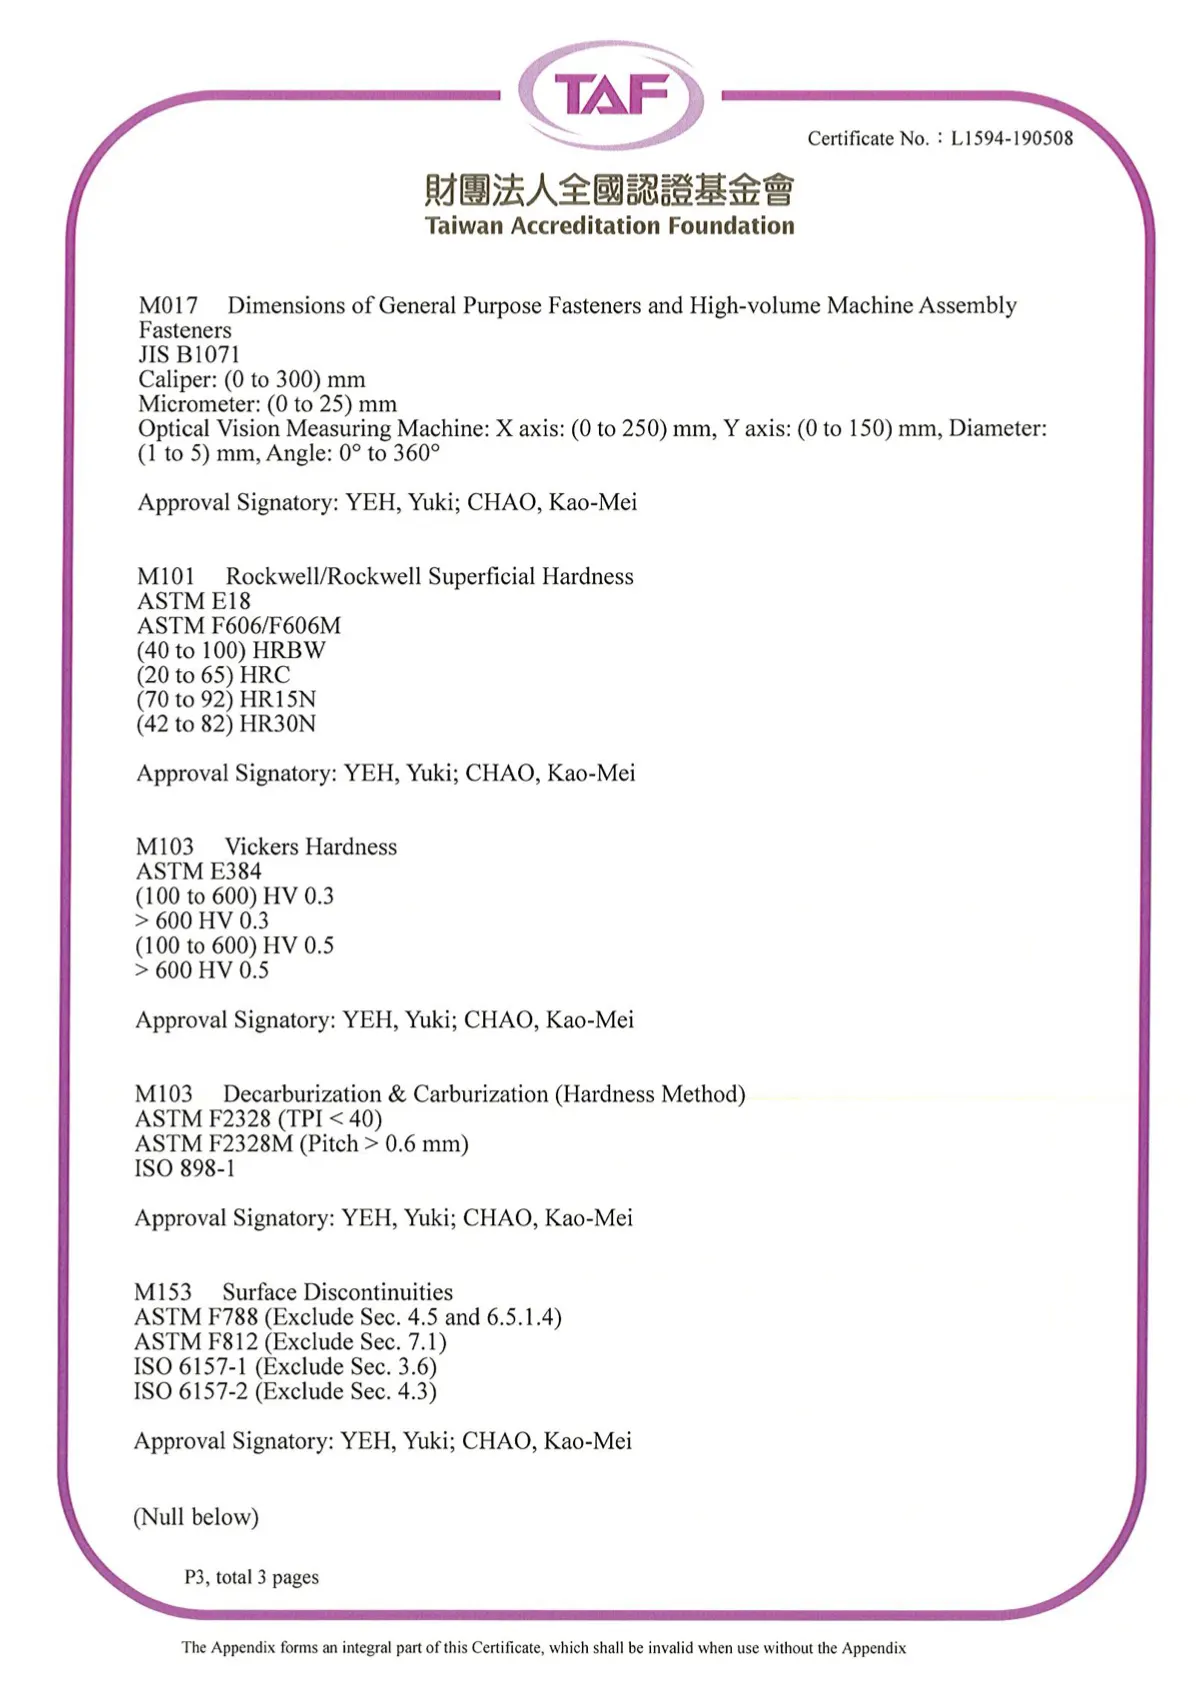 TAF
Certificate No.：L1594-190508
財團法人全國認證基金會
Taiwan Accreditation Foundation
M017 Dimensions of General Purpose Fasteners and High-volume Machine Assembly
Fasteners
JIS B1071
Caliper: (0 to 300) mm
Micrometer: (0 to 25) mm
Optical Vision Measuring Machine: X axis: (0 to 250) mm, Y axis: (0 to 150) mm, Diameter:
(1 to 5) mm, Angle: 0° to 360°
Approval Signatory: YEH, Yuki; CHAO, Kao-Mei
M101 Rockwell/Rockwell Superficial Hardness
ASTM E18
ASTM F606/F606M
(40 to 100) HRBW
(20 to 65) HRC
(70 to 92) HR15N
(42 to 82) HR30N
Approval Signatory: YEH, Yuki; CHAO, Kao-Mei
M103 Vickers Hardness
ASTM E384
(100 to 600) HV 0.3
> 600 HV 0.3
(100 to 600) HV 0.5
> 600 HV 0.5
Approval Signatory: YEH, Yuki; CHAO, Kao-Mei
M103 Decarburization & Carburization (Hardness Method)
ASTM F2328 (TPI < 40)
ASTM F2328M (Pitch > 0.6 mm)
ISO 898-1
Approval Signatory: YEH, Yuki; CHAO, Kao-Mei
M153 Surface Discontinuities
ASTM F788 (Exclude Sec. 4.5 and 6.5.1.4)
ASTM F812 (Exclude Sec. 7.1)
ISO 6157-1 (Exclude Sec. 3.6)
ISO 6157-2 (Exclude Sec. 4.3)
Approval Signatory: YEH, Yuki; CHAO, Kao-Mei
(Null below)
P3, total 3 pages
The Appendix forms an integral part of this Certificate, which shall be invalid when use without the Appendix